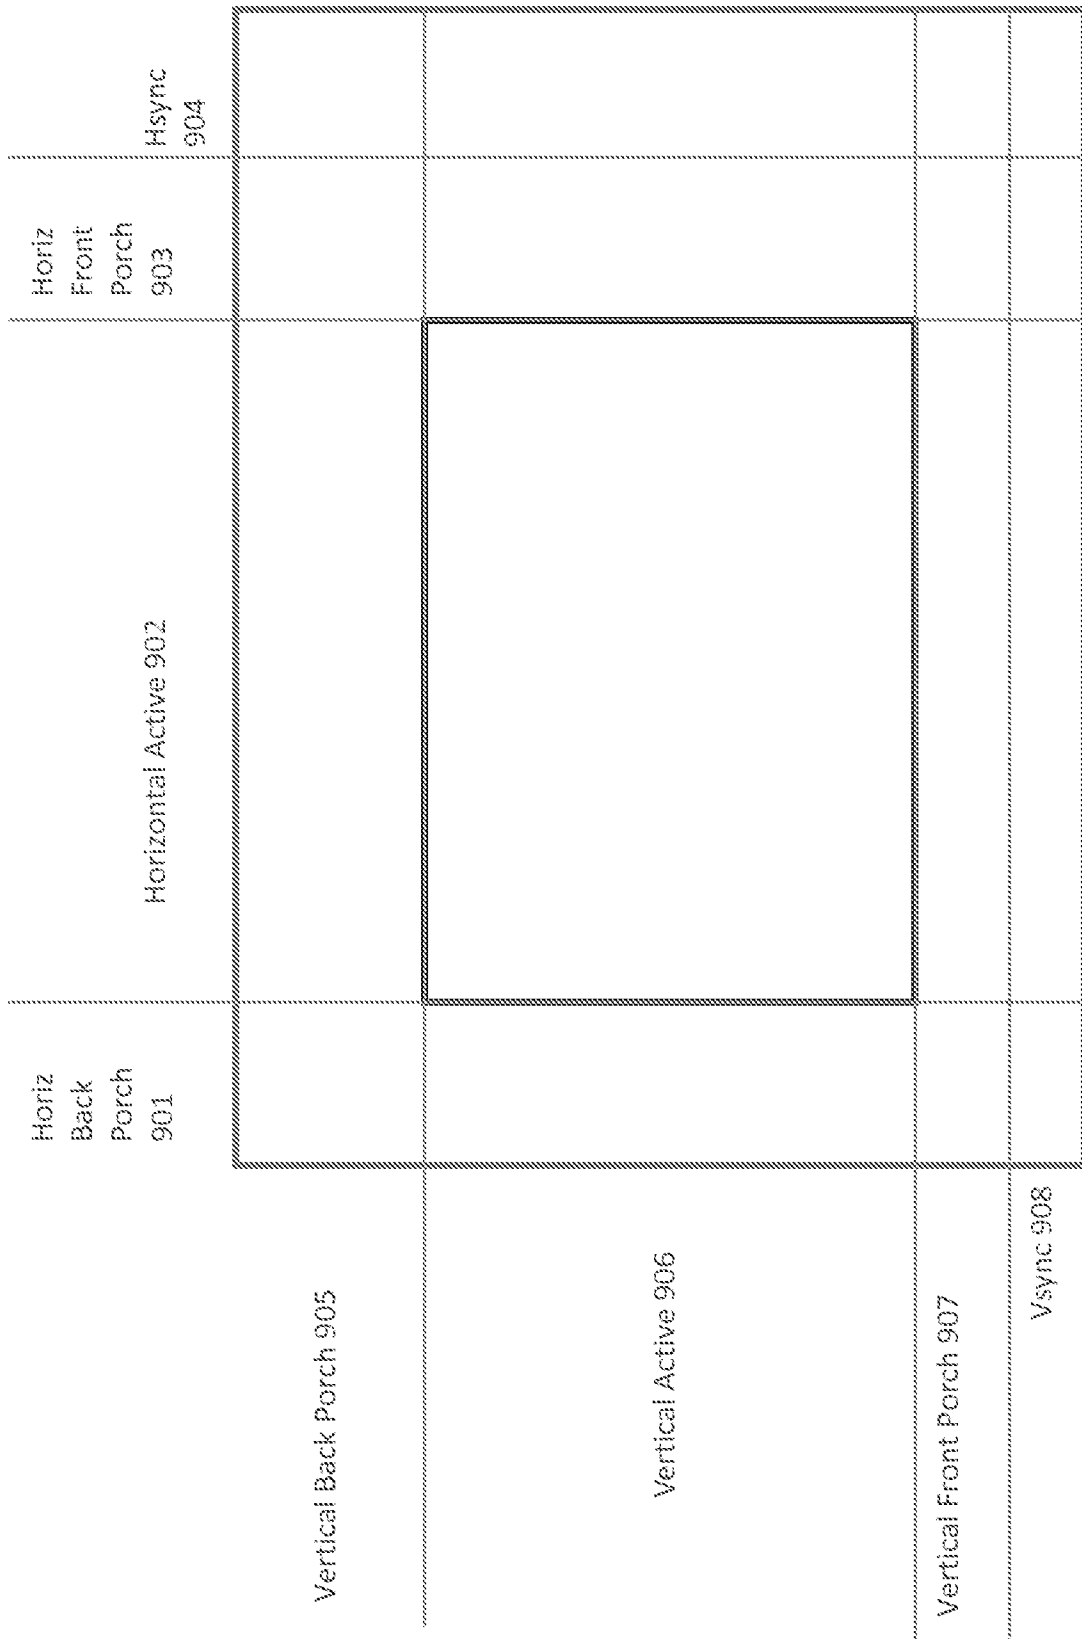 Horiz
Back
Porch
901
Horizontal Active 902
Horiz
Front
Porch
903
Hsync
904
Vertical Back Porch 905
Vertical Active 906
Vertical Front Porch 907
Vsync 908